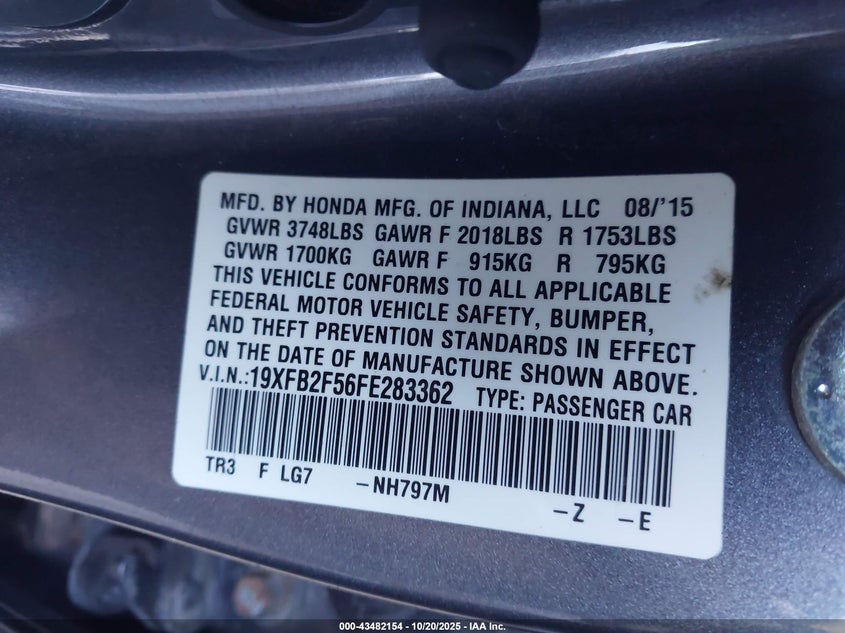 MFD. BY HONDA MFG. OF INDIANA, LLC 08/'15
GVWR 3748LBS GAWR F 2018LBS R 1753LBS
GVWR 1700KG GAWR F 915KG R 795KG
THIS VEHICLE CONFORMS TO ALL APPLICABLE
FEDERAL MOTOR VEHICLE SAFETY, BUMPER,
AND THEFT PREVENTION STANDARDS IN EFFECT
ON THE DATE OF MANUFACTURE SHOWN ABOVE.
V.I.N.:19XFB2F56FE283362 TYPE: PASSENGER CAR
TR3 F LG7 -NH797M -Z -E
000-43482154 - 10/20/2025 - IAA Inc.